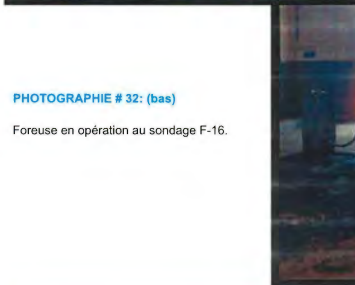 PHOTOGRAPHIE # 32: (bas)
Foreuse en opération au sondage F-16.